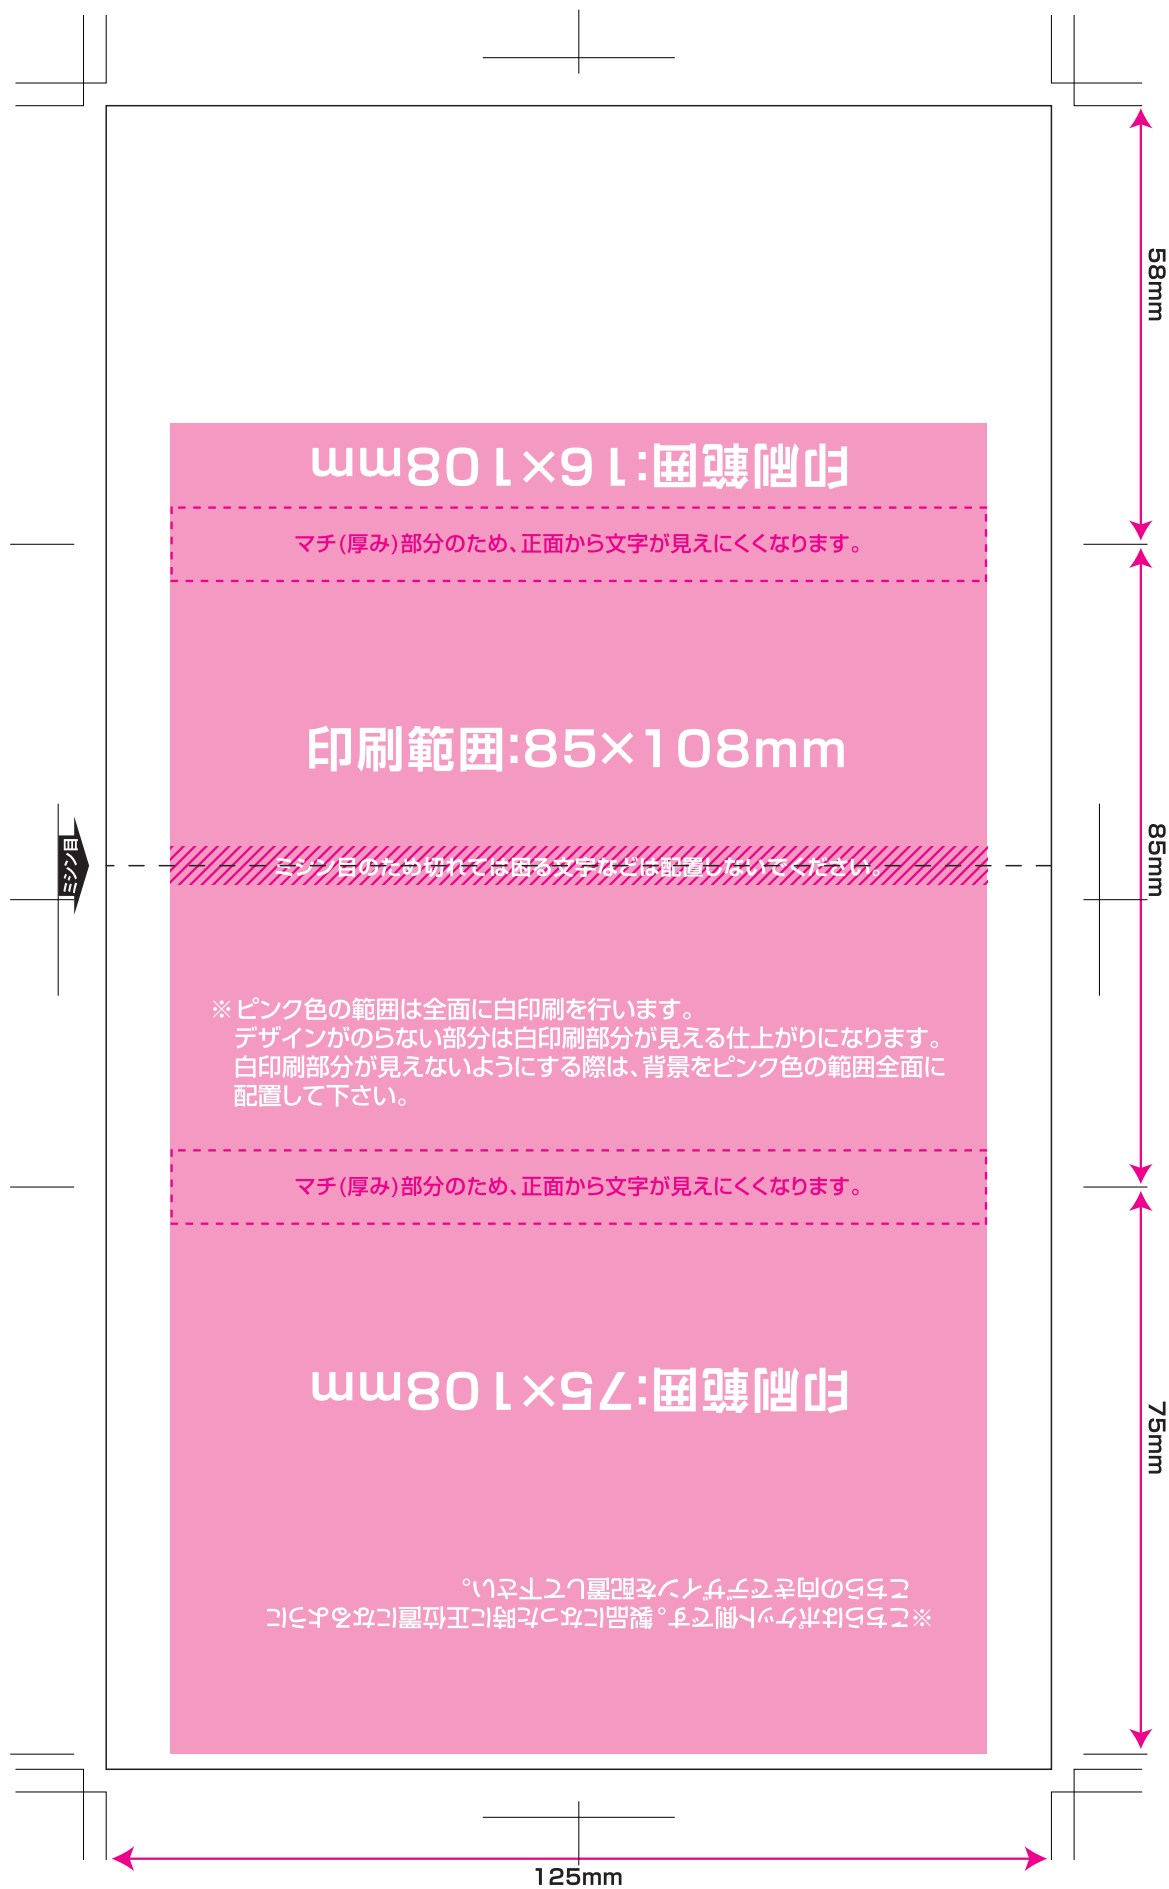 印刷範囲:16×108mm
マチ(厚み)部分のため、正面から文字が見えにくくなります。
58mm
印刷範囲:85×108mm
ミシン目
ミシン目のため切れては困る文字などは配置しないでください。
85mm
※ピンク色の範囲は全面に白印刷を行います。
デザインがのらない部分は白印刷部分が見える仕上がりになります。
白印刷部分が見えないようにする際は、背景をピンク色の範囲全面に
配置して下さい。
マチ(厚み)部分のため、正面から文字が見えにくくなります。
印刷範囲:75×108mm
75mm
※こちらはポケット側です。製品になった時に正位置になるように
こちらの向きでデザインを配置して下さい。
125mm